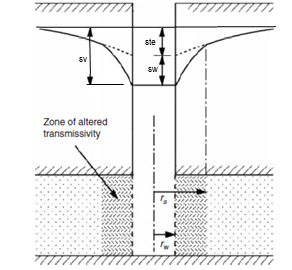 ste
sv
sw
Zone of altered
transmissivity
rs
rw